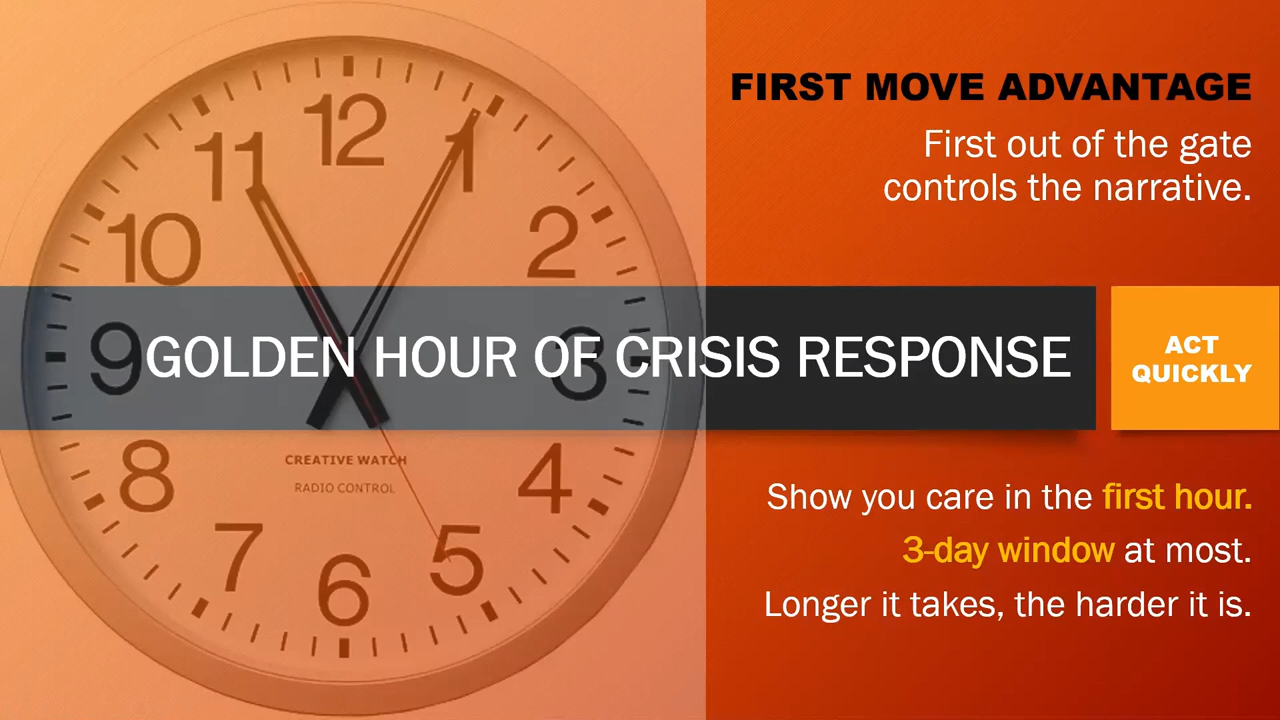 FIRST MOVE ADVANTAGE
First out of the gate
controls the narrative.
12
11
1
10
2
9
3
8
4
7
5
6
CREATIVE WATCH
RADIO CONTROL
GOLDEN HOUR OF CRISIS RESPONSE
ACT
QUICKLY
Show you care in the first hour.
3-day window at most.
Longer it takes, the harder it is.